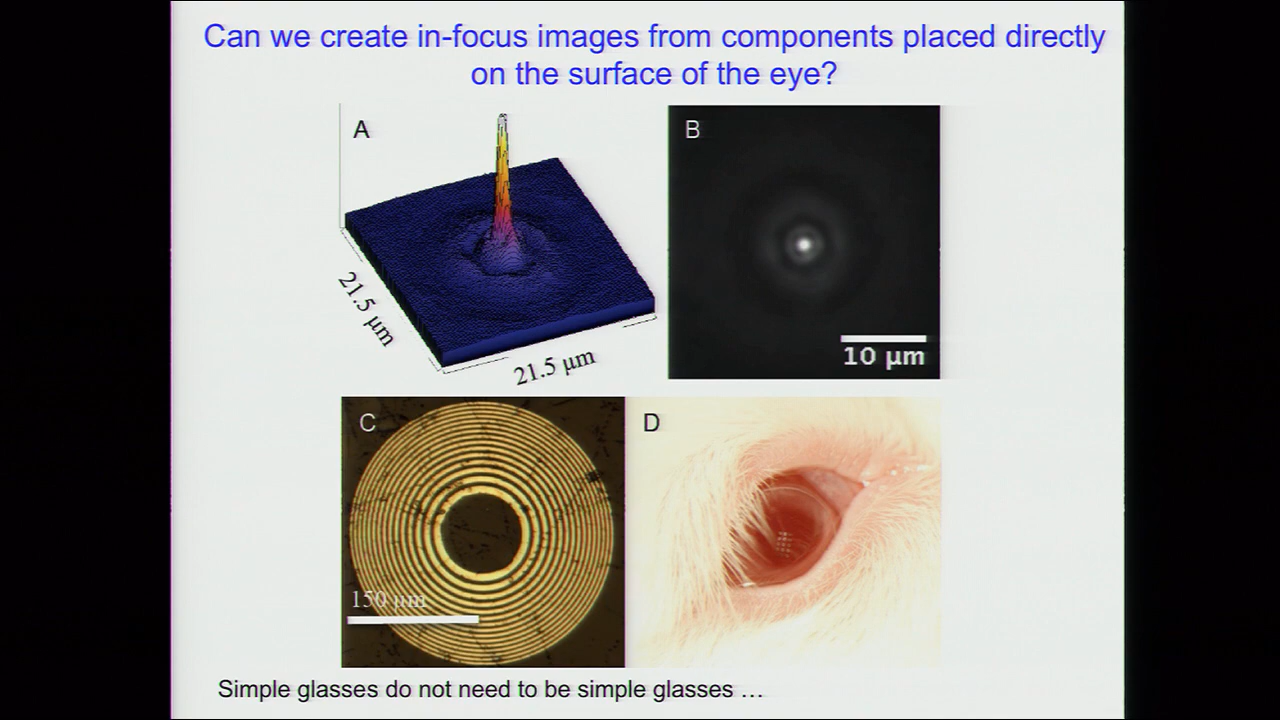 Can we create in-focus images from components placed directly
on the surface of the eye?
A
B
21.5 µm
21.5 µm
10 µm
C
D
150 µm
Simple glasses do not need to be simple glasses …